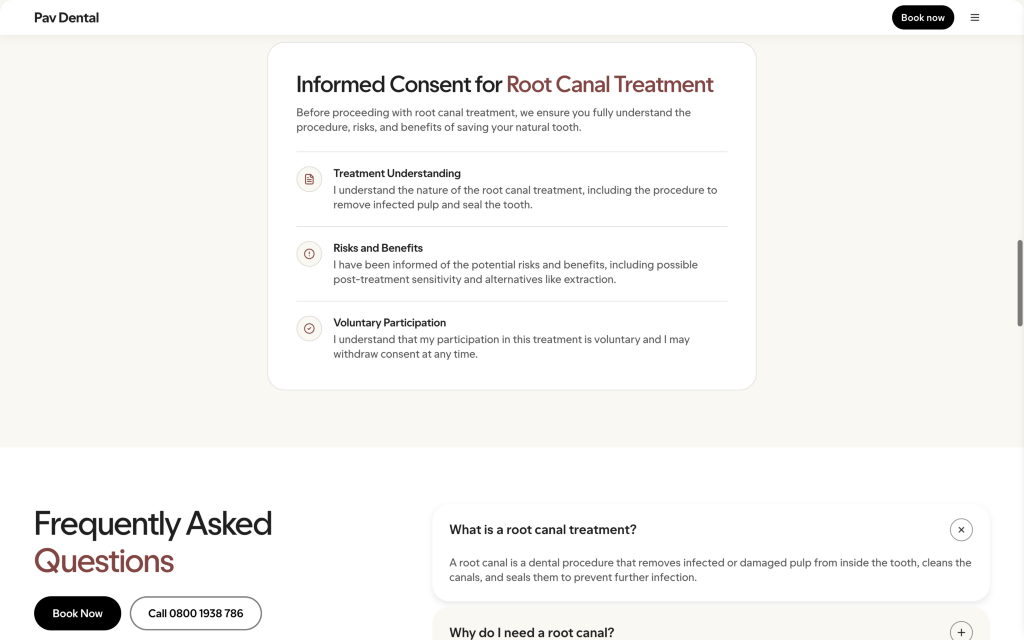 Pav Dental
Book now
Informed Consent for Root Canal Treatment
Before proceeding with root canal treatment, we ensure you fully understand the
procedure, risks, and benefits of saving your natural tooth.
Treatment Understanding
I understand the nature of the root canal treatment, including the procedure to
remove infected pulp and seal the tooth.
Risks and Benefits
I have been informed of the potential risks and benefits, including possible
post-treatment sensitivity and alternatives like extraction.
Voluntary Participation
I understand that my participation in this treatment is voluntary and I may
withdraw consent at any time.
Frequently Asked
Questions
Book Now
Call 0800 1938 786
What is a root canal treatment?
A root canal is a dental procedure that removes infected or damaged pulp from inside the tooth, cleans the
canals, and seals them to prevent further infection.
Why do I need a root canal?